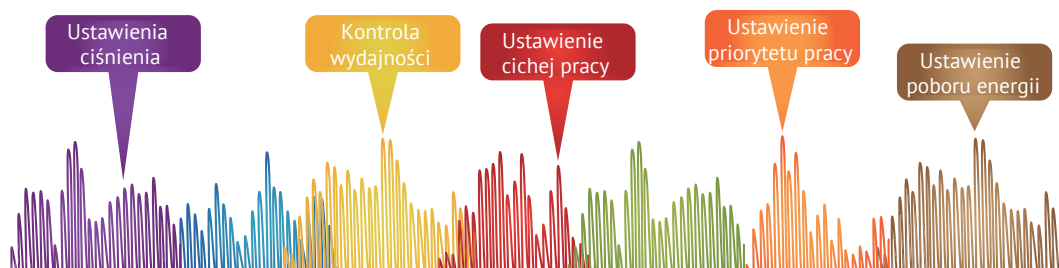 Ustawienia
ciśnienia
Kontrola
wydajności
Ustawienie
cichej pracy
Ustawienie
priorytetu pracy
Ustawienie
poboru energii